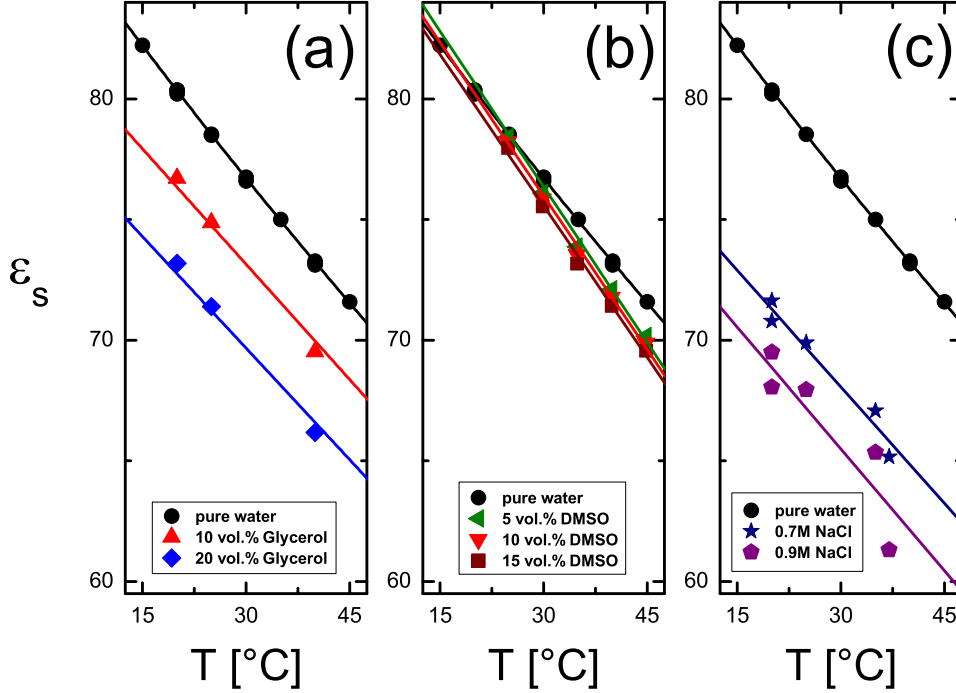 (a)
(b)
(c)
80
70
60
εs
pure water
10 vol.% Glycerol
20 vol.% Glycerol
pure water
5 vol.% DMSO
10 vol.% DMSO
15 vol.% DMSO
pure water
0.7M NaCl
0.9M NaCl
15 30 45 15 30 45 15 30 45
T [°C] T [°C] T [°C]